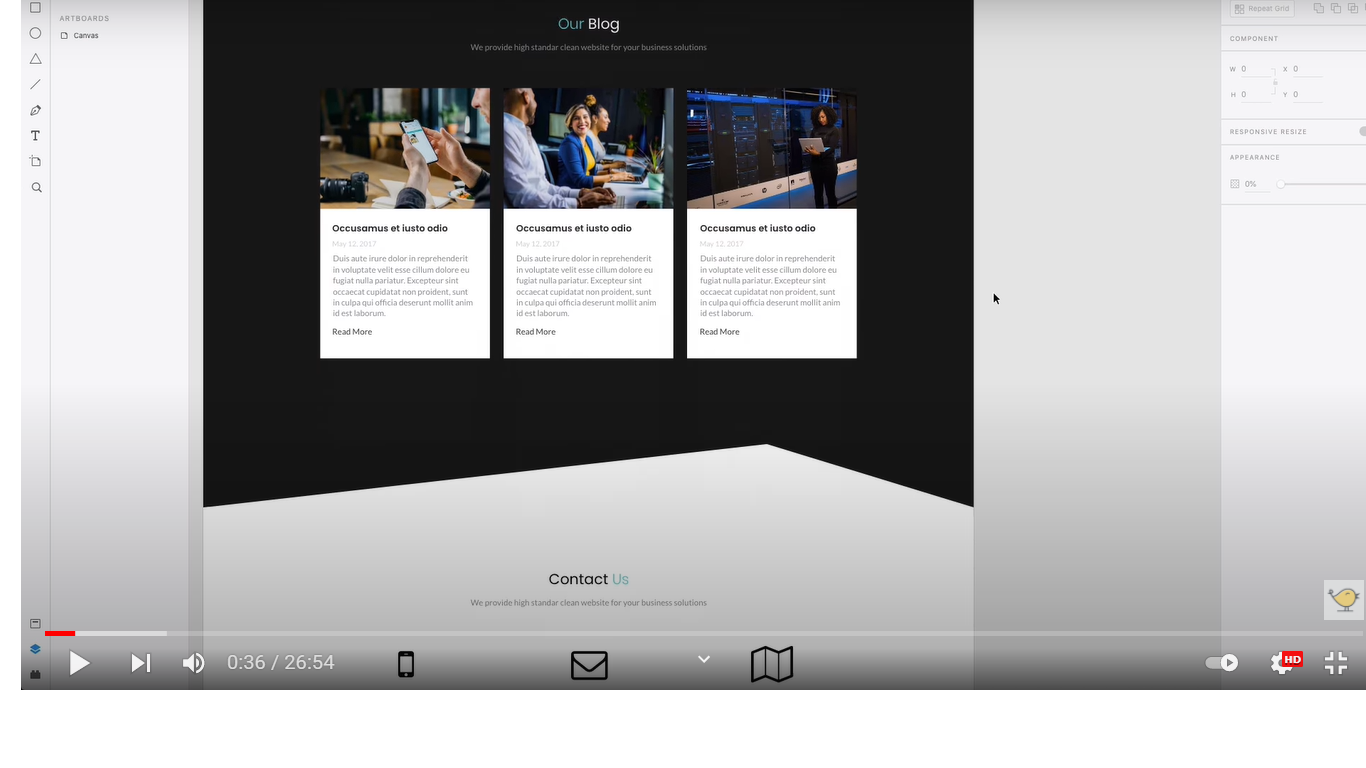 ARTBOARDS
Canvas
Our Blog
We provide high standar clean website for your business solutions
Occusamus et iusto odio
May 12, 2017
Duis aute irure dolor in reprehenderit
in voluptate velit esse cillum dolore eu
fugiat nulla pariatur. Excepteur sint
occaecat cupidatat non proident, sunt
in culpa qui officia deserunt mollit anim
id est laborum.
Read More
Occusamus et iusto odio
May 12, 2017
Duis aute irure dolor in reprehenderit
in voluptate velit esse cillum dolore eu
fugiat nulla pariatur. Excepteur sint
occaecat cupidatat non proident, sunt
in culpa qui officia deserunt mollit anim
id est laborum.
Read More
Occusamus et iusto odio
May 12, 2017
Duis aute irure dolor in reprehenderit
in voluptate velit esse cillum dolore eu
fugiat nulla pariatur. Excepteur sint
occaecat cupidatat non proident, sunt
in culpa qui officia deserunt mollit anim
id est laborum.
Read More
Contact Us
We provide high standar clean website for your business solutions
Repeat Grid
COMPONENT
W 0 X 0
H 0 Y 0
RESPONSIVE RESIZE
APPEARANCE
0%
0:36 / 26:54
HD